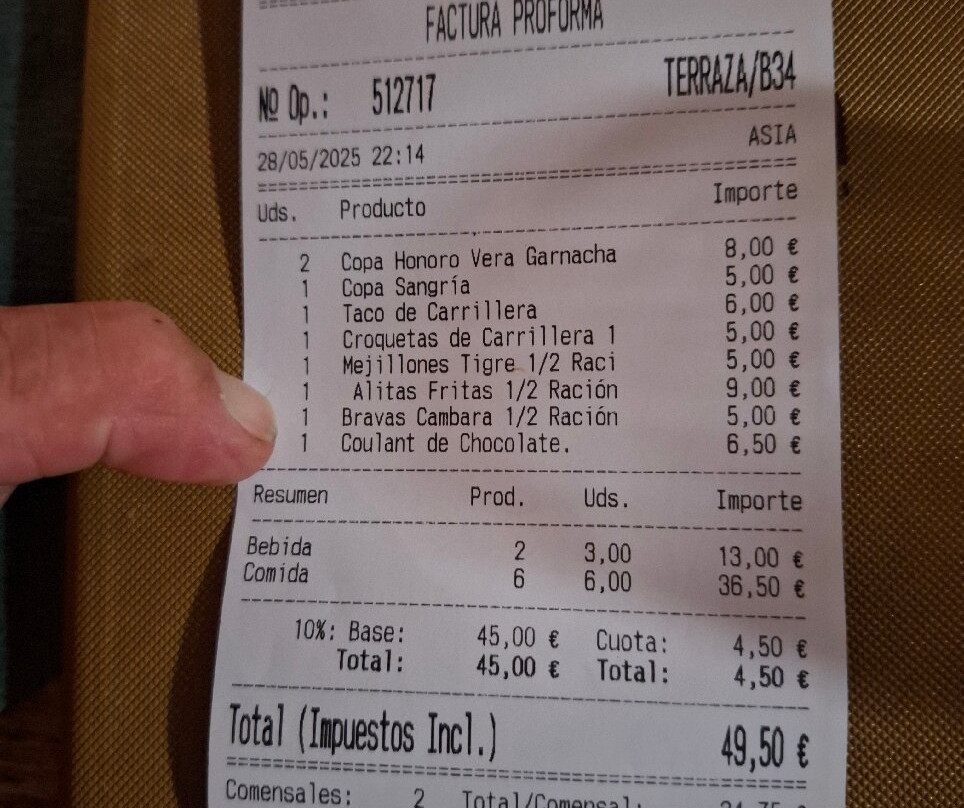 FACTURA PROFORMA
Nº Op.: 512717 TERRAZA/B34
28/05/2025 22:14 ASIA
Uds. Producto Importe
2 Copa Honoro Vera Garnacha 8,00 €
1 Copa Sangría 5,00 €
1 Taco de Carrillera 6,00 €
1 Croquetas de Carrillera 1 5,00 €
1 Mejillones Tigre 1/2 Raci 5,00 €
1 Alitas Fritas 1/2 Ración 9,00 €
1 Bravas Cambara 1/2 Ración 5,00 €
1 Coulant de Chocolate. 6,50 €
Resumen Prod. Uds. Importe
Bebida 2 3,00 13,00 €
Comida 6 6,00 36,50 €
10%: Base: 45,00 € Cuota: 4,50 €
Total: 45,00 € Total: 4,50 €
Total (Impuestos Incl.) 49,50 €
Comensales: 2 Total/Comensal: 24,75 €